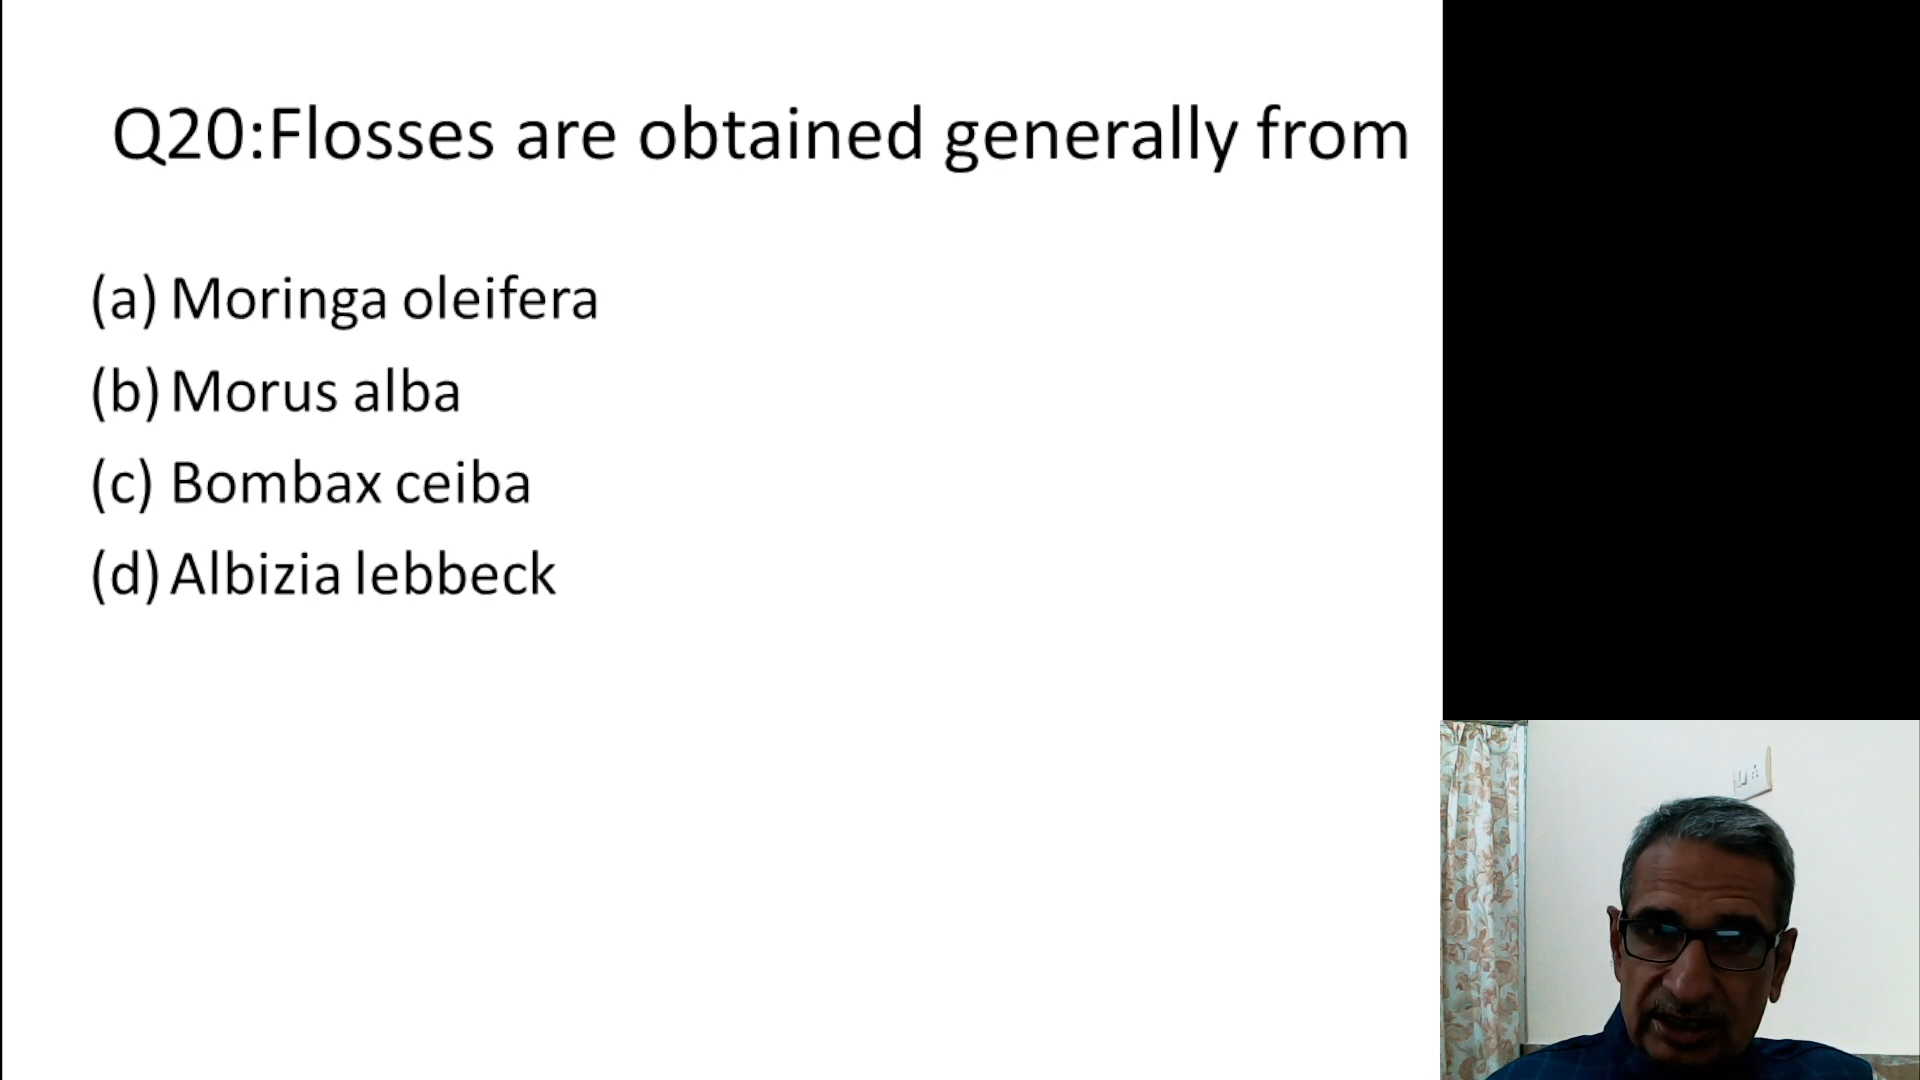 Q20:Flosses are obtained generally from
(a) Moringa oleifera
(b) Morus alba
(c) Bombax ceiba
(d) Albizia lebbeck